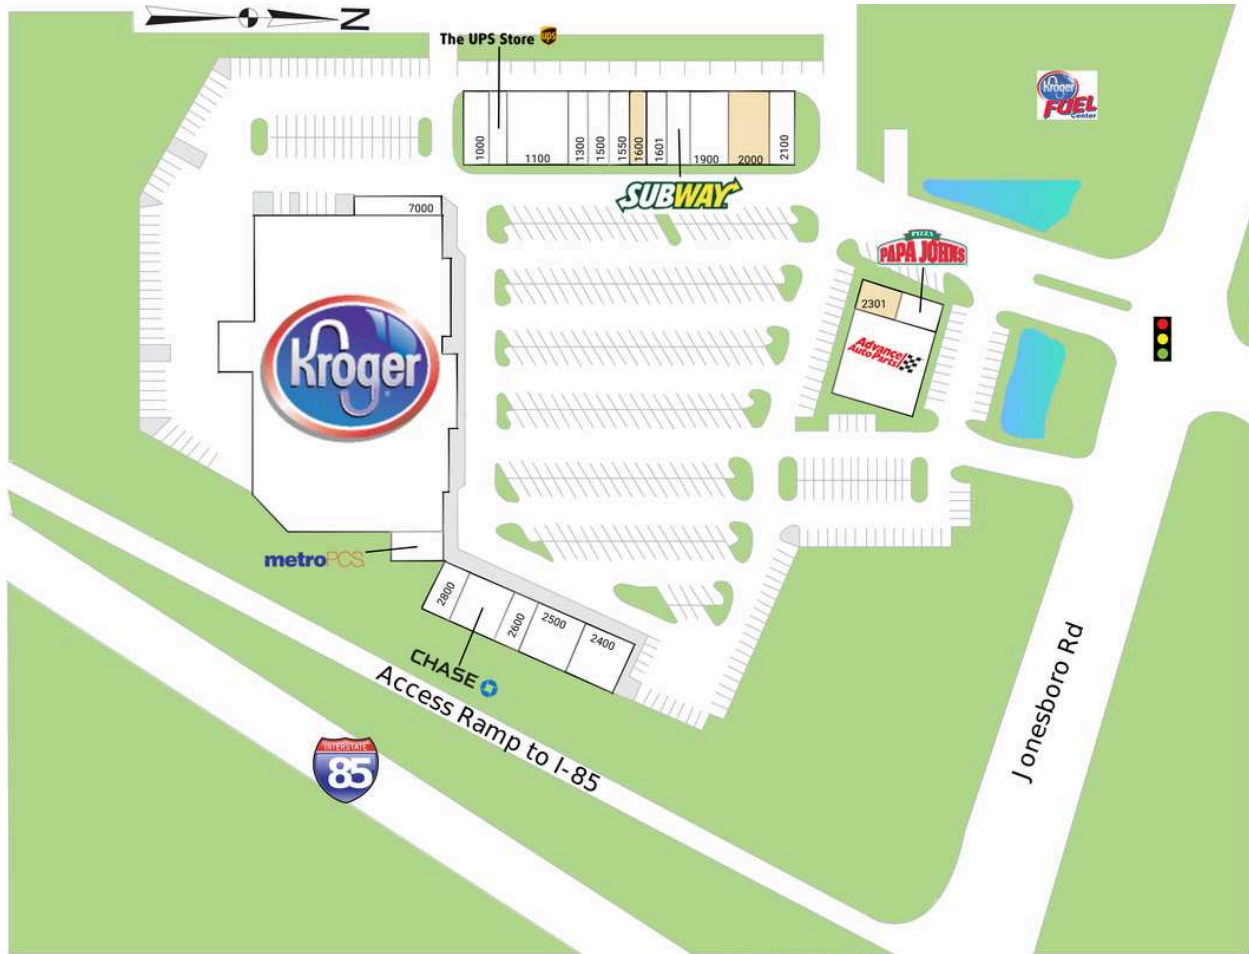 N
The UPS Store
ups
Kroger
FUEL
Center
1000
1100
1300
1500
1550
1600
1601
1900
2000
2100
SUBWAY
7000
PIZZA
PAPA JOHNS
2301
Advance
Auto Parts
Kroger
metroPCS.
2800
2600
2500
2400
CHASE
Access Ramp to I-85
Jonesboro Rd
INTERSTATE
85